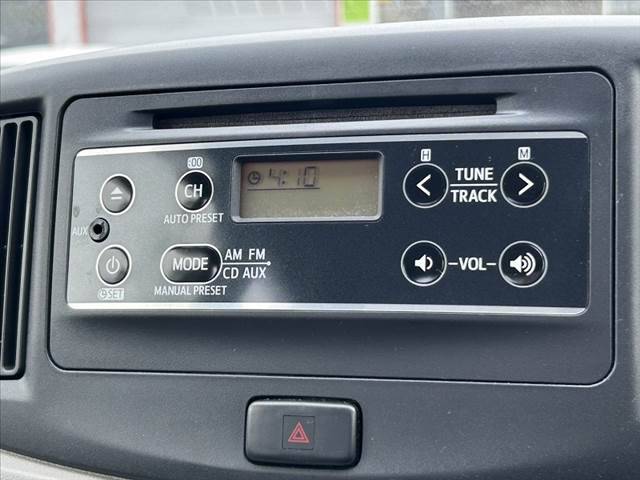 :00
H
M
CH
4:10
TUNE
TRACK
AUTO PRESET
AUX
MODE
AM FM
CD AUX
VOL
SET
MANUAL PRESET